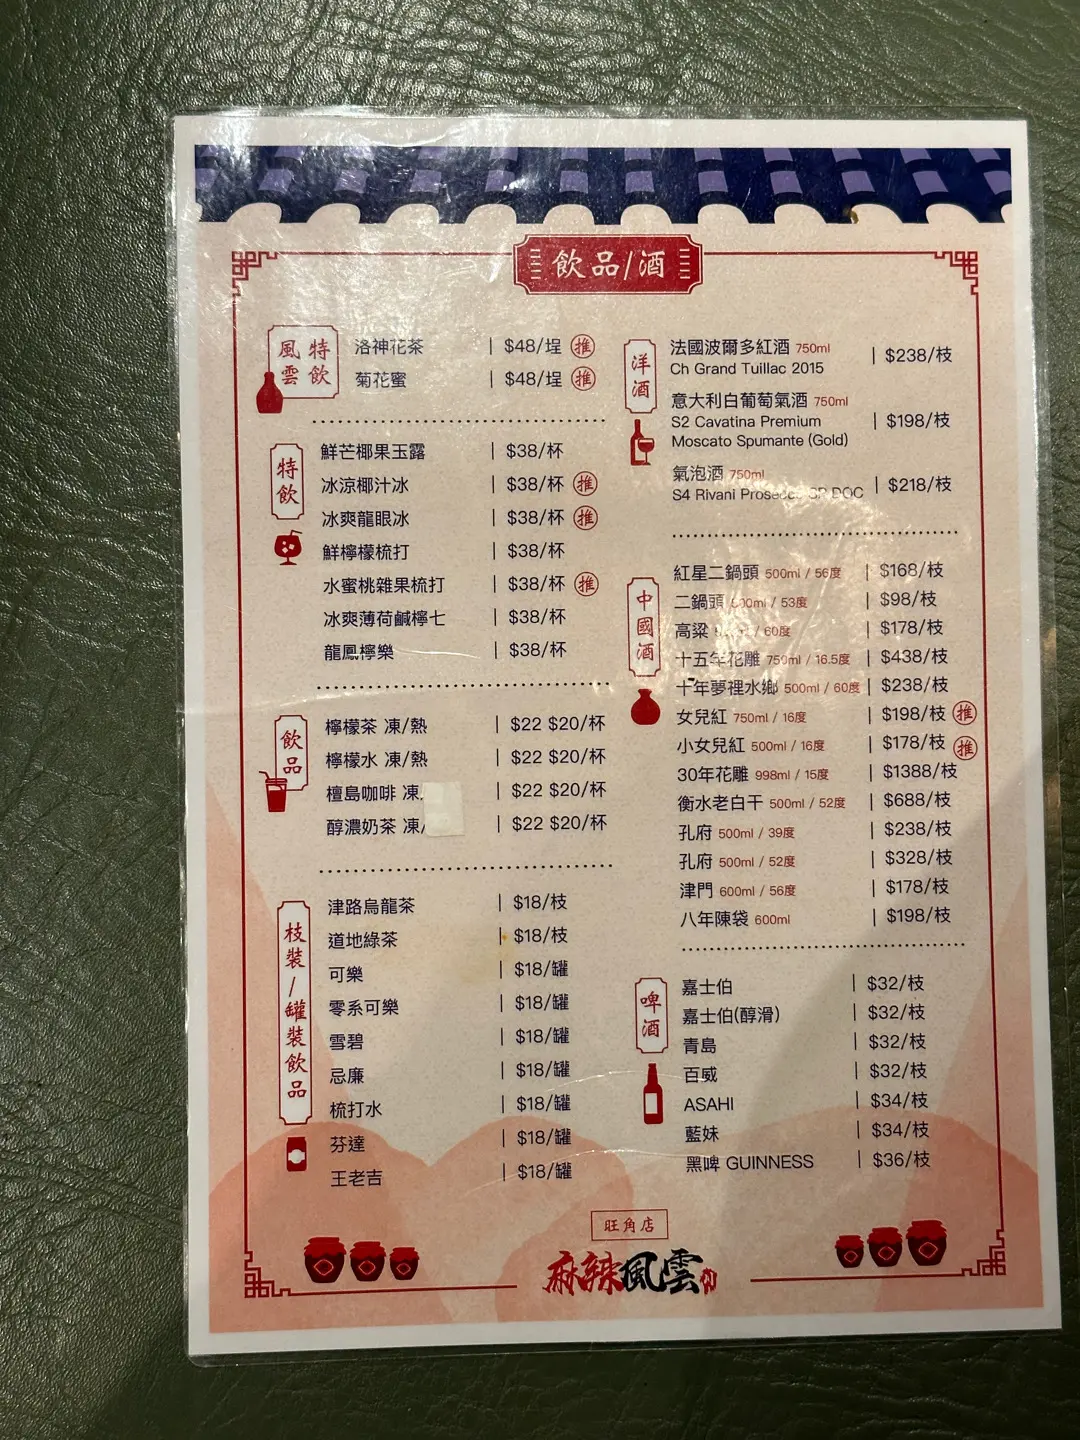 飲品/酒
風雲特飲
洛神花茶 | $48/埕 推
菊花蜜 | $48/埕 推
特飲
鮮芒椰果玉露 | $38/杯
冰涼椰汁冰 | $38/杯 推
冰爽龍眼冰 | $38/杯 推
鮮檸檬梳打 | $38/杯
水蜜桃雜果梳打 | $38/杯 推
冰爽薄荷鹹檸七 | $38/杯
龍鳳檸樂 | $38/杯
飲品
檸檬茶 凍/熱 | $22 $20/杯
檸檬水 凍/熱 | $22 $20/杯
檀島咖啡 凍/ | $22 $20/杯
醇濃奶茶 凍/ | $22 $20/杯
枝裝/罐裝飲品
津路烏龍茶 | $18/枝
道地綠茶 | $18/枝
可樂 | $18/罐
零系可樂 | $18/罐
雪碧 | $18/罐
忌廉 | $18/罐
梳打水 | $18/罐
芬達 | $18/罐
王老吉 | $18/罐
洋酒
法國波爾多紅酒 750ml
Ch Grand Tuillac 2015 | $238/枝
意大利白葡萄氣酒 750ml
S2 Cavatina Premium | $198/枝
Moscato Spumante (Gold)
氣泡酒 750ml
S4 Rivani Prosecco DOC | $218/枝
中國酒
紅星二鍋頭 500ml / 56度 | $168/枝
二鍋頭 / 53度 | $98/枝
高粱 / 60度 | $178/枝
十五年花雕 750ml / 16.5度 | $438/枝
十年夢裡水鄉 500ml / 60度 | $238/枝
女兒紅 750ml / 16度 | $198/枝 推
小女兒紅 500ml / 16度 | $178/枝 推
30年花雕 998ml / 15度 | $1388/枝
衡水老白干 500ml / 52度 | $688/枝
孔府 500ml / 39度 | $238/枝
孔府 500ml / 52度 | $328/枝
津門 600ml / 56度 | $178/枝
八年陳袋 600ml | $198/枝
啤酒
嘉士伯 | $32/枝
嘉士伯(醇滑) | $32/枝
青島 | $32/枝
百威 | $32/枝
ASAHI | $34/枝
藍妹 | $34/枝
黑啤 GUINNESS | $36/枝
旺角店
麻辣風雲